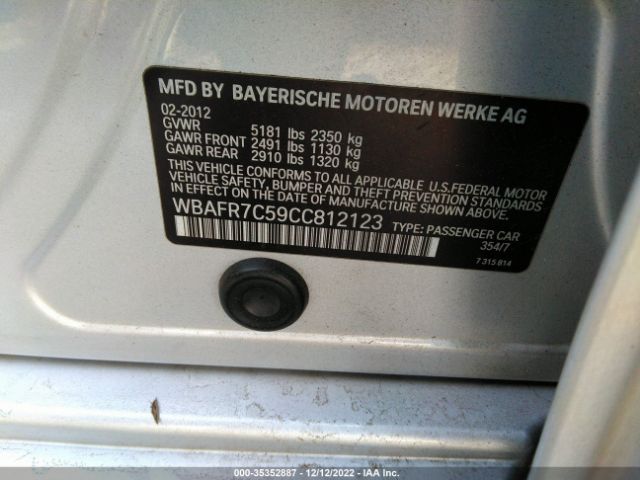 MFD BY BAYERISCHE MOTOREN WERKE AG
02-2012
GVWR 5181 lbs 2350 kg
GAWR FRONT 2491 lbs 1130 kg
GAWR REAR 2910 lbs 1320 kg
THIS VEHICLE CONFORMS TO ALL APPLICABLE U.S.FEDERAL MOTOR
VEHICLE SAFETY, BUMPER AND THEFT PREVENTION STANDARDS
IN EFFECT ON THE DATE OF MANUFACTURE SHOWN ABOVE.
WBAFR7C59CC812123 TYPE: PASSENGER CAR
354/7
7 315 814
000-35352887 - 12/12/2022 - IAA Inc.